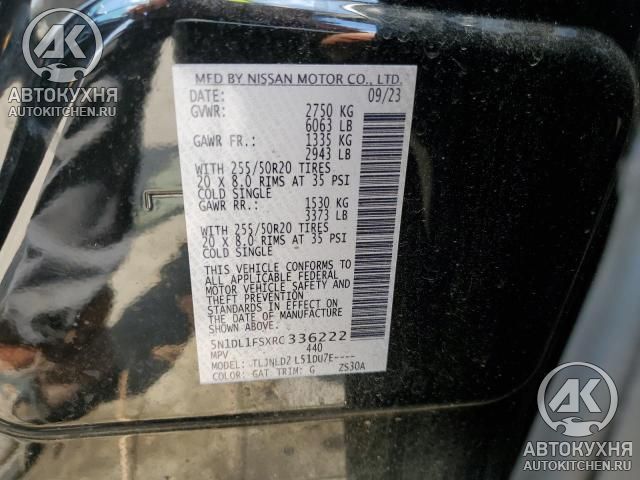 АК
АВТОКУХНЯ
AUTOKITCHEN.RU
MFD BY NISSAN MOTOR CO., LTD.
DATE: 09/23
GVWR: 2750 KG
6063 LB
GAWR FR.: 1335 KG
2943 LB
WITH 255/50R20 TIRES
20 X 8.0 RIMS AT 35 PSI
COLD SINGLE
GAWR RR.: 1530 KG
3373 LB
WITH 255/50R20 TIRES
20 X 8.0 RIMS AT 35 PSI
COLD SINGLE
THIS VEHICLE CONFORMS TO
ALL APPLICABLE FEDERAL
MOTOR VEHICLE SAFETY AND
THEFT PREVENTION
STANDARDS IN EFFECT ON
THE DATE OF MANUFACTURE
SHOWN ABOVE.
5N1DL1FSXRC336222
MPV 440
MODEL: TLJNLDZ L51DUZE----
COLOR: GAT TRIM: G ZS30A
АК
АВТОКУХНЯ
AUTOKITCHEN.RU